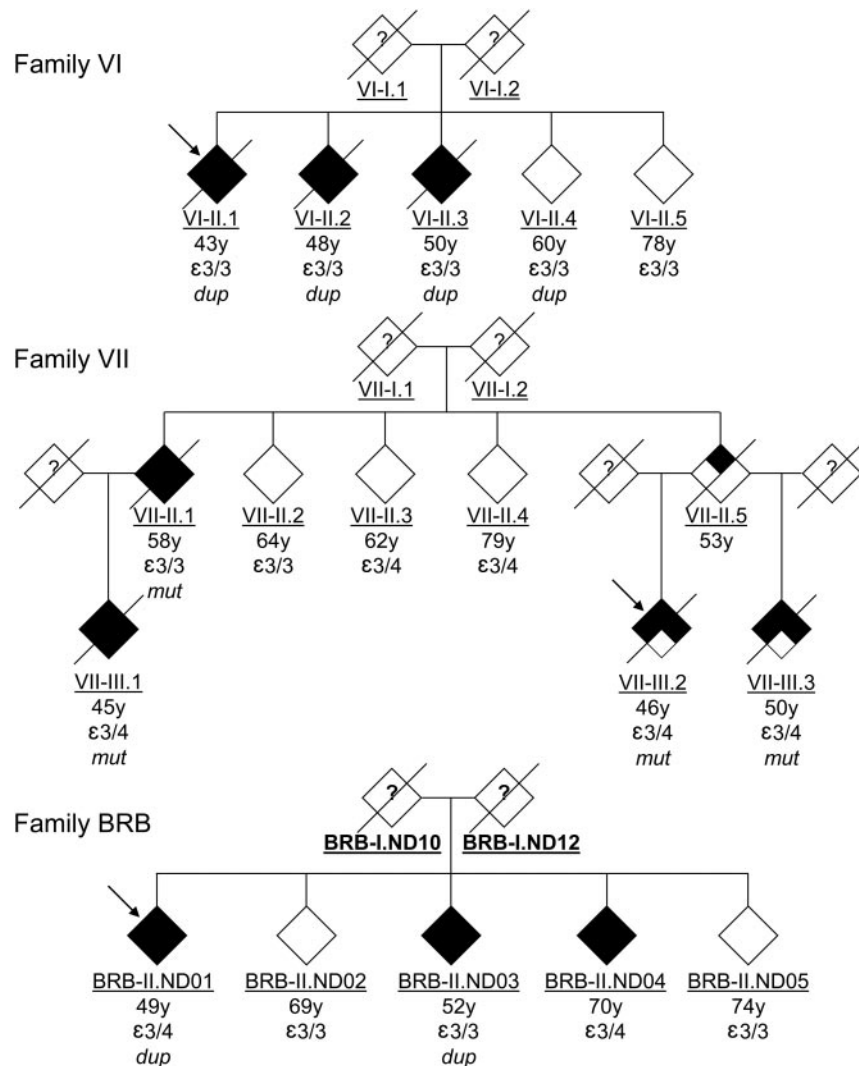 Family VI
? ?
VI-I.1 VI-I.2
VI-II.1 VI-II.2 VI-II.3 VI-II.4 VI-II.5
43y 48y 50y 60y 78y
ε3/3 ε3/3 ε3/3 ε3/3 ε3/3
dup dup dup dup
Family VII
? ?
VII-I.1 VII-I.2
? ? ?
VII-II.1 VII-II.2 VII-II.3 VII-II.4 VII-II.5
58y 64y 62y 79y 53y
ε3/3 ε3/3 ε3/4 ε3/4
mut
VII-III.1 VII-III.2 VII-III.3
45y 46y 50y
ε3/4 ε3/4 ε3/4
mut mut mut
Family BRB
? ?
BRB-I.ND10 BRB-I.ND12
BRB-II.ND01 BRB-II.ND02 BRB-II.ND03 BRB-II.ND04 BRB-II.ND05
49y 69y 52y 70y 74y
ε3/4 ε3/3 ε3/3 ε3/4 ε3/3
dup dup